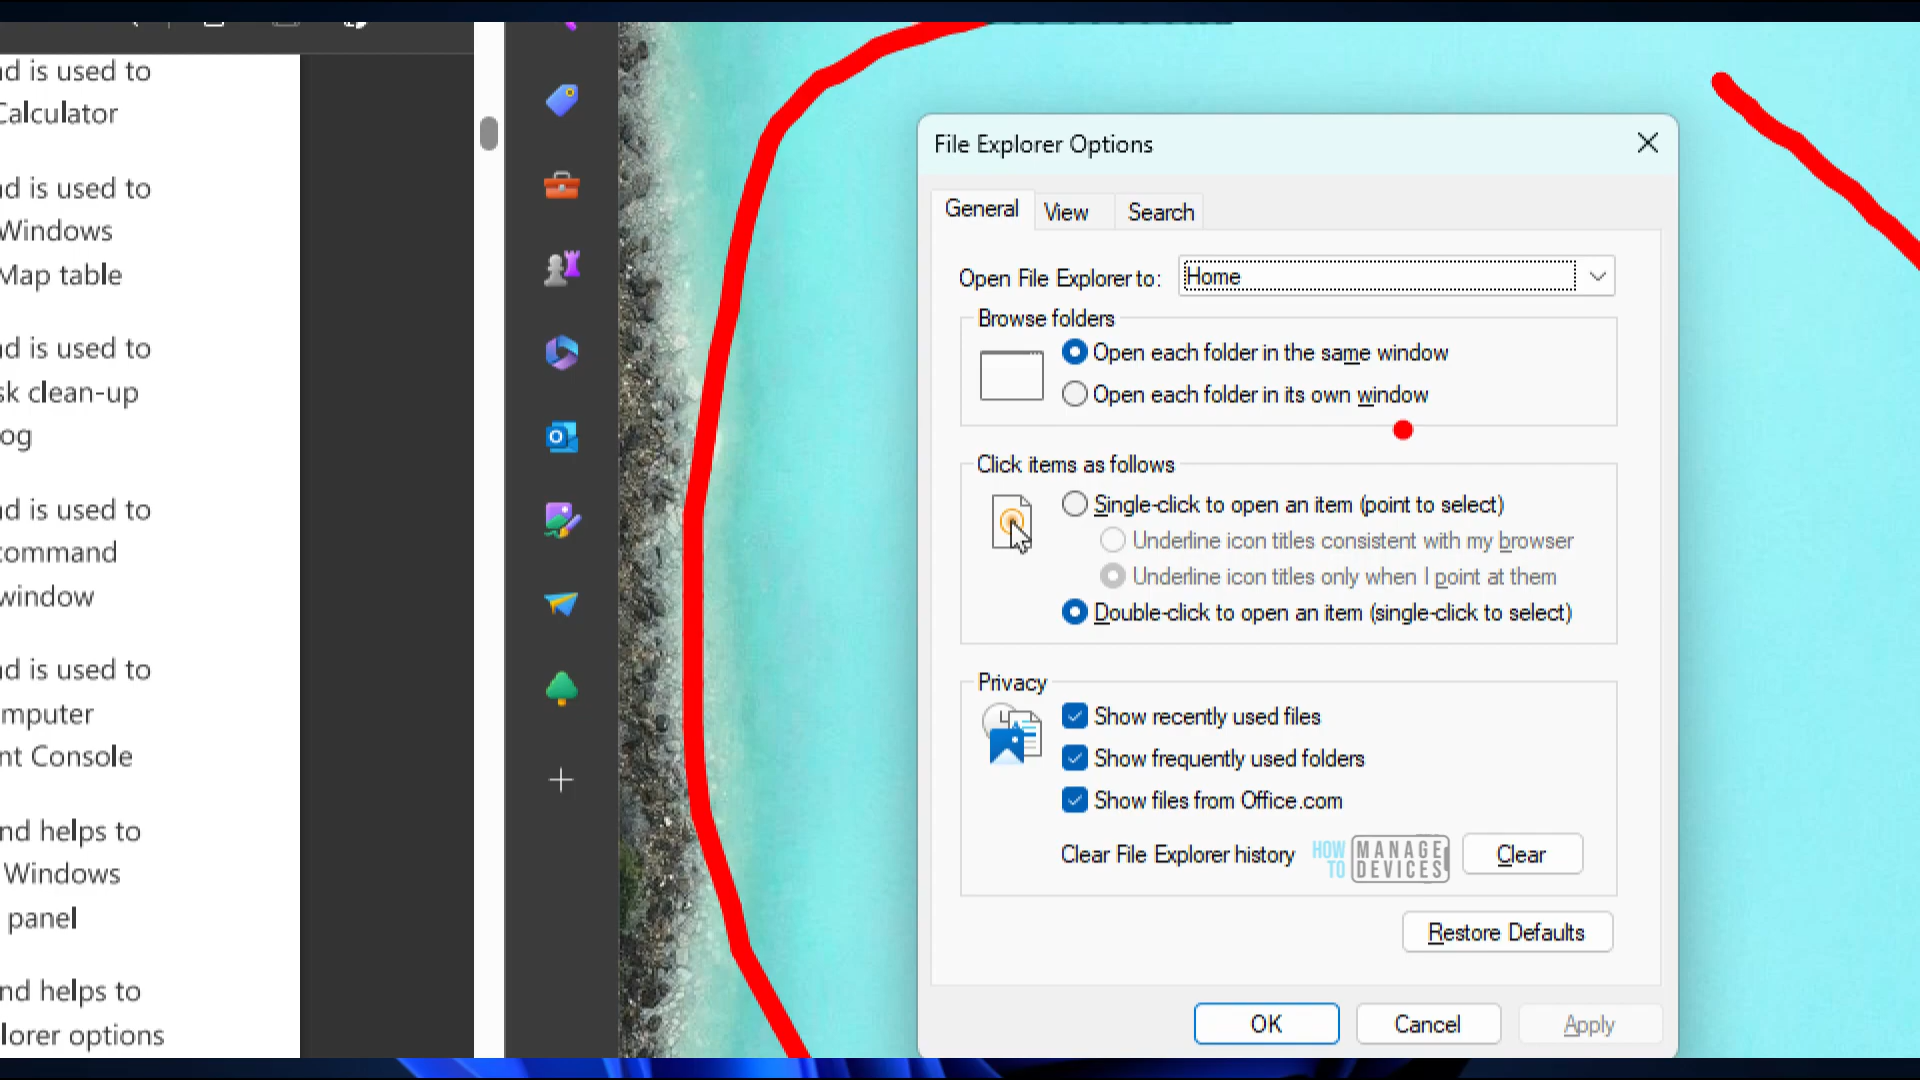 nd is used to
Calculator
nd is used to
Windows
Map table
nd is used to
sk clean-up
og
nd is used to
command
window
nd is used to
mputer
nt Console
nd helps to
Windows
panel
nd helps to
lorer options
File Explorer Options
General View Search
Open File Explorer to: Home
Browse folders
Open each folder in the same window
Open each folder in its own window
Click items as follows
Single-click to open an item (point to select)
Underline icon titles consistent with my browser
Underline icon titles only when I point at them
Double-click to open an item (single-click to select)
Privacy
Show recently used files
Show frequently used folders
Show files from Office.com
Clear File Explorer history
HOW TO MANAGE DEVICES
Clear
Restore Defaults
OK Cancel Apply